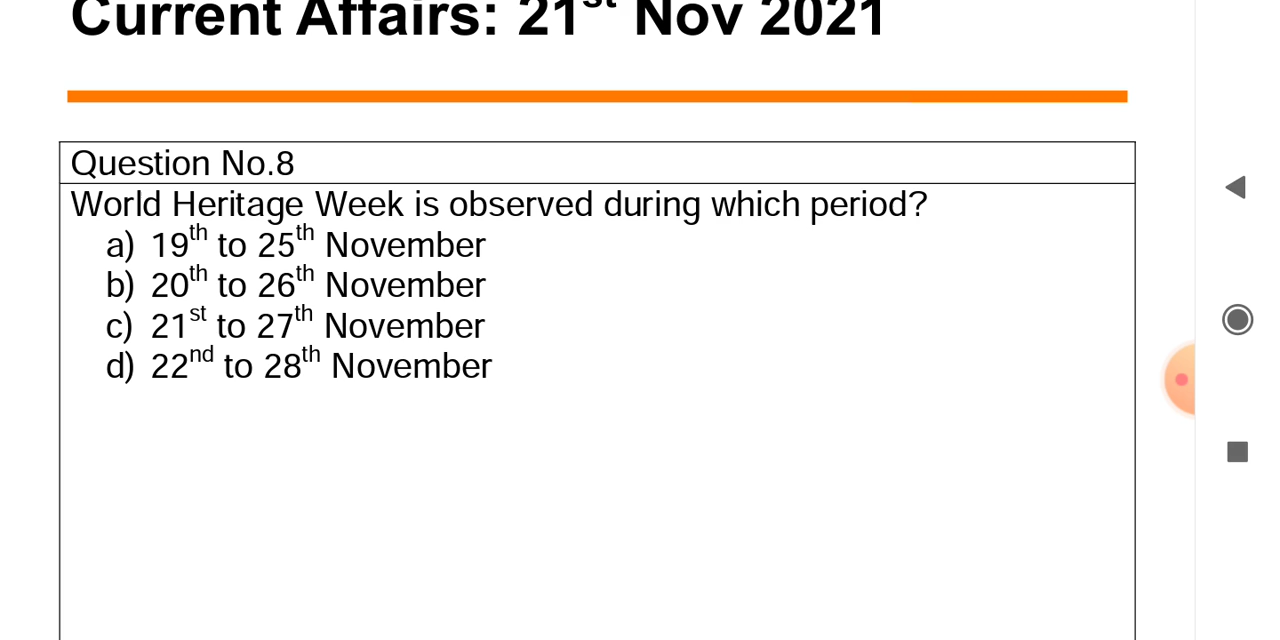 Current Affairs: 21st Nov 2021
Question No.8
World Heritage Week is observed during which period?
a) 19th to 25th November
b) 20th to 26th November
c) 21st to 27th November
d) 22nd to 28th November